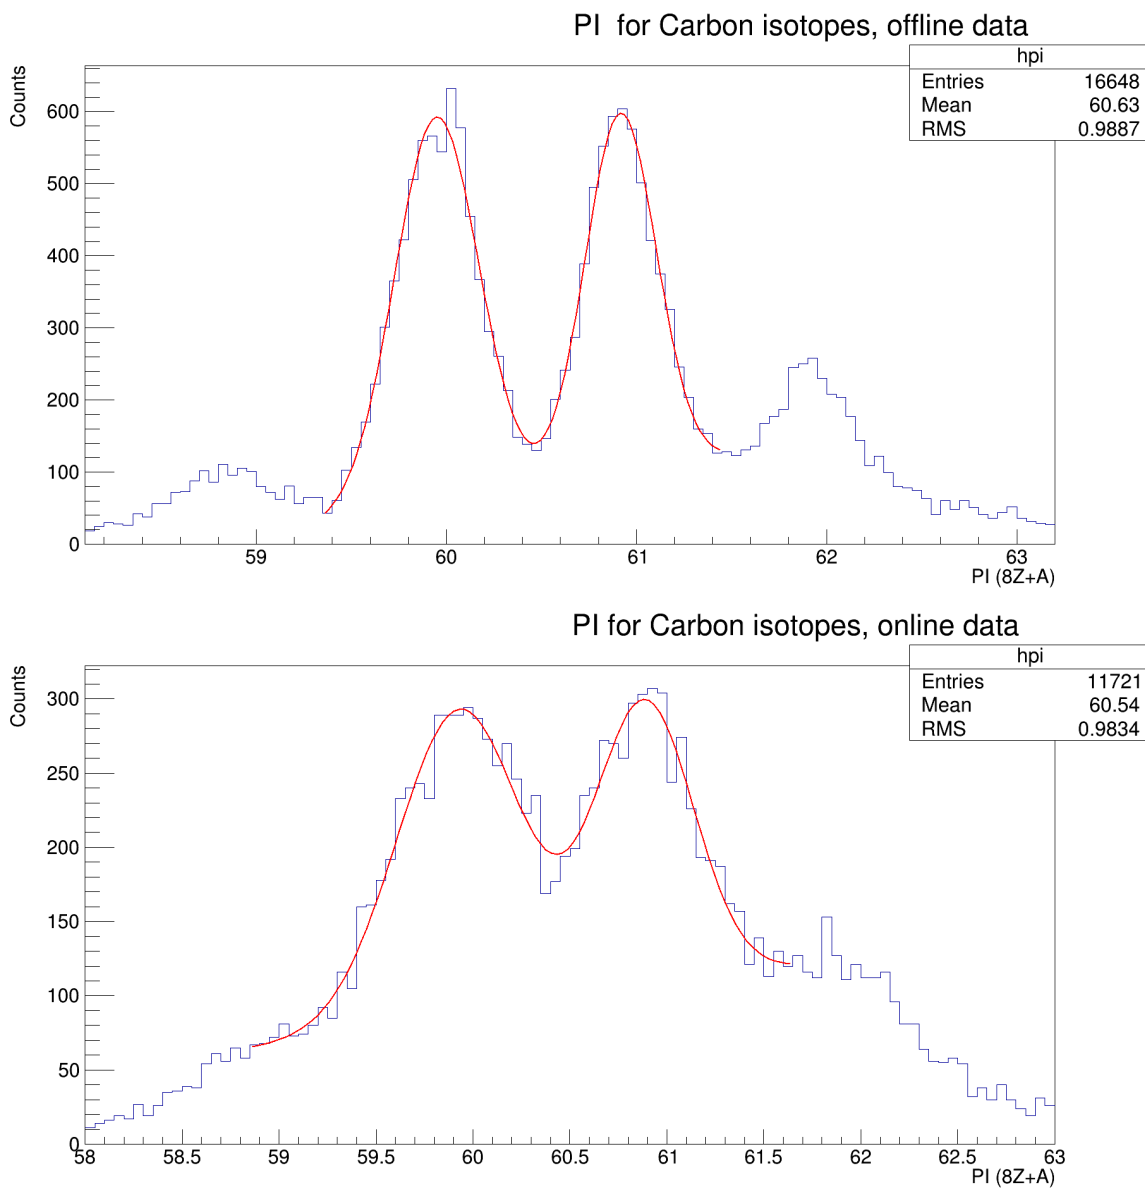 PI for Carbon isotopes, offline data
hpi
Entries 16648
Mean 60.63
RMS 0.9887
Counts
600
500
400
300
200
100
0
59 60 61 62 63
PI (8Z+A)
PI for Carbon isotopes, online data
hpi
Entries 11721
Mean 60.54
RMS 0.9834
Counts
300
250
200
150
100
50
0
58 58.5 59 59.5 60 60.5 61 61.5 62 62.5 63
PI (8Z+A)